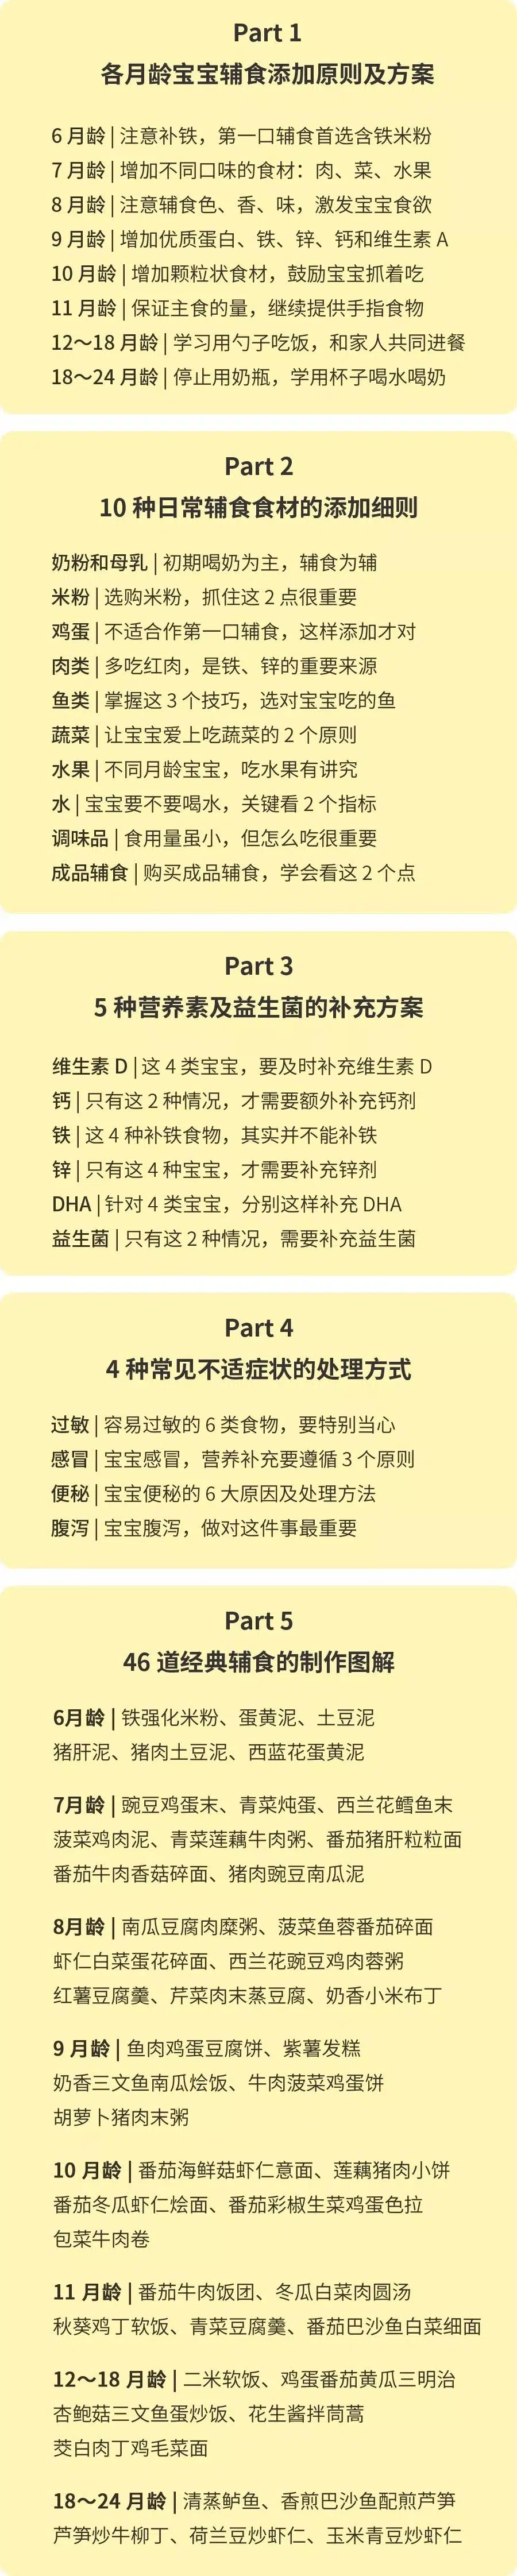 Part 1
各月龄宝宝辅食添加原则及方案
6 月龄 | 注意补铁，第一口辅食首选含铁米粉
7 月龄 | 增加不同口味的食材：肉、菜、水果
8 月龄 | 注意辅食色、香、味，激发宝宝食欲
9 月龄 | 增加优质蛋白、铁、锌、钙和维生素 A
10 月龄 | 增加颗粒状食材，鼓励宝宝抓着吃
11 月龄 | 保证主食的量，继续提供手指食物
12～18 月龄 | 学习用勺子吃饭，和家人共同进餐
18～24 月龄 | 停止用奶瓶，学用杯子喝水喝奶
Part 2
10 种日常辅食食材的添加细则
奶粉和母乳 | 初期喝奶为主，辅食为辅
米粉 | 选购米粉，抓住这 2 点很重要
鸡蛋 | 不适合作第一口辅食，这样添加才对
肉类 | 多吃红肉，是铁、锌的重要来源
鱼类 | 掌握这 3 个技巧，选对宝宝吃的鱼
蔬菜 | 让宝宝爱上吃蔬菜的 2 个原则
水果 | 不同月龄宝宝，吃水果有讲究
水 | 宝宝要不要喝水，关键看 2 个指标
调味品 | 食用量虽小，但怎么吃很重要
成品辅食 | 购买成品辅食，学会看这 2 个点
Part 3
5 种营养素及益生菌的补充方案
维生素 D | 这 4 类宝宝，要及时补充维生素 D
钙 | 只有这 2 种情况，才需要额外补充钙剂
铁 | 这 4 种补铁食物，其实并不能补铁
锌 | 只有这 4 种宝宝，才需要补充锌剂
DHA | 针对 4 类宝宝，分别这样补充 DHA
益生菌 | 只有这 2 种情况，需要补充益生菌
Part 4
4 种常见不适症状的处理方式
过敏 | 容易过敏的 6 类食物，要特别当心
感冒 | 宝宝感冒，营养补充要遵循 3 个原则
便秘 | 宝宝便秘的 6 大原因及处理方法
腹泻 | 宝宝腹泻，做对这件事最重要
Part 5
46 道经典辅食的制作图解
6月龄 | 铁强化米粉、蛋黄泥、土豆泥
猪肝泥、猪肉土豆泥、西蓝花蛋黄泥
7月龄 | 豌豆鸡蛋末、青菜炖蛋、西兰花鳕鱼末
菠菜鸡肉泥、青菜莲藕牛肉粥、番茄猪肝粒粒面
番茄牛肉香菇碎面、猪肉豌豆南瓜泥
8月龄 | 南瓜豆腐肉糜粥、菠菜鱼蓉番茄碎面
虾仁白菜蛋花碎面、西兰花豌豆鸡肉蓉粥
红薯豆腐羹、芹菜肉末蒸豆腐、奶香小米布丁
9 月龄 | 鱼肉鸡蛋豆腐饼、紫薯发糕
奶香三文鱼南瓜烩饭、牛肉菠菜鸡蛋饼
胡萝卜猪肉末粥
10 月龄 | 番茄海鲜菇虾仁意面、莲藕猪肉小饼
番茄冬瓜虾仁烩面、番茄彩椒生菜鸡蛋色拉
包菜牛肉卷
11 月龄 | 番茄牛肉饭团、冬瓜白菜肉圆汤
秋葵鸡丁软饭、青菜豆腐羹、番茄巴沙鱼白菜细面
12～18 月龄 | 二米软饭、鸡蛋番茄黄瓜三明治
杏鲍菇三文鱼蛋炒饭、花生酱拌茼蒿
茭白肉丁鸡毛菜面
18～24 月龄 | 清蒸鲈鱼、香煎巴沙鱼配煎芦笋
芦笋炒牛柳丁、荷兰豆炒虾仁、玉米青豆炒虾仁